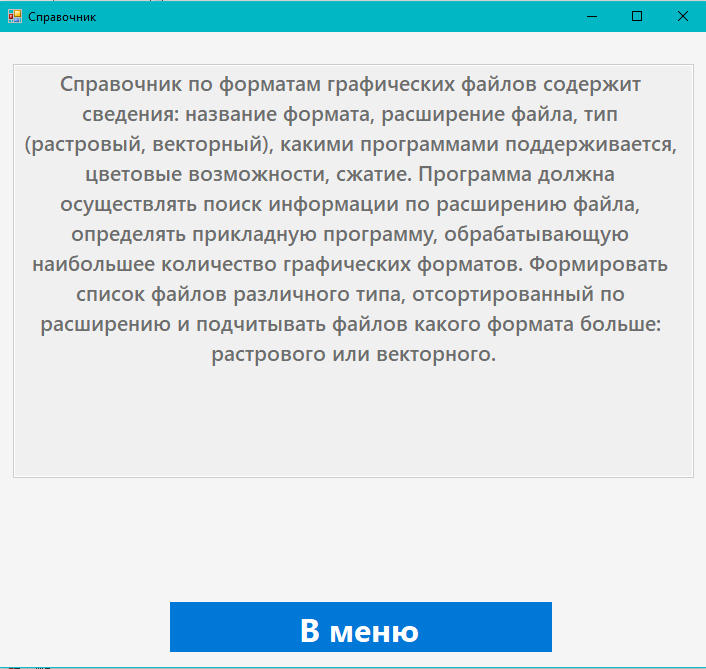 Справочник
Справочник по форматам графических файлов содержит
сведения: название формата, расширение файла, тип
(растровый, векторный), какими программами поддерживается,
цветовые возможности, сжатие. Программа должна
осуществлять поиск информации по расширению файла,
определять прикладную программу, обрабатывающую
наибольшее количество графических форматов. Формировать
список файлов различного типа, отсортированный по
расширению и подчитывать файлов какого формата больше:
растрового или векторного.
В меню